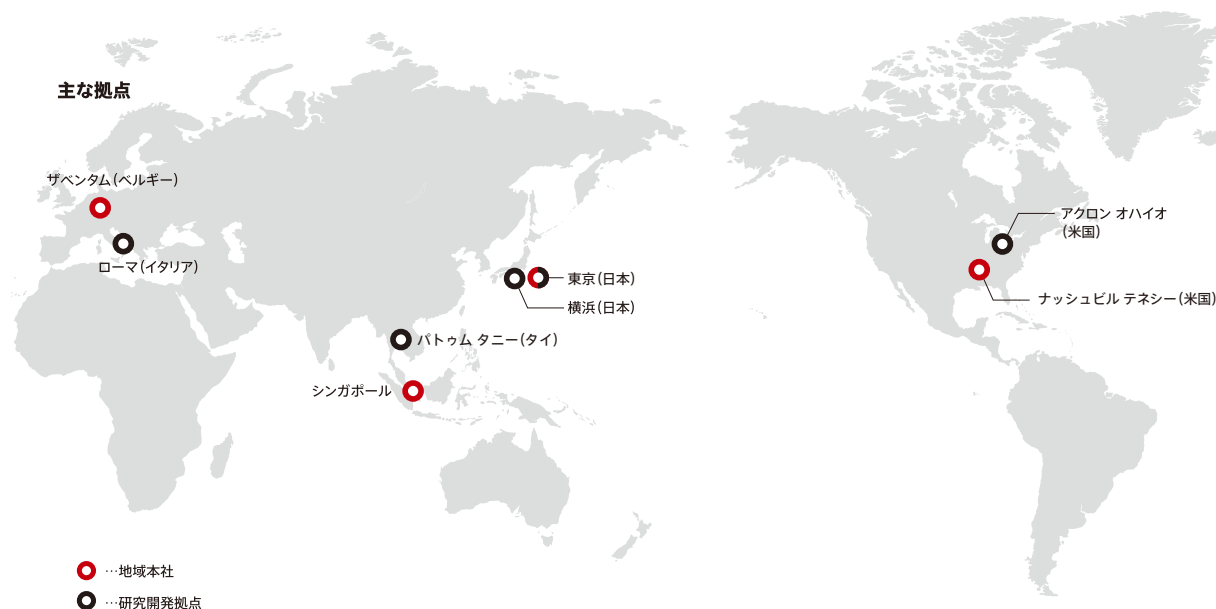 主な拠点
ザベンタム(ベルギー)
ローマ(イタリア)
東京(日本)
横浜(日本)
パトゥム タニー(タイ)
シンガポール
アクロン オハイオ
(米国)
ナッシュビル テネシー(米国)
…地域本社
…研究開発拠点